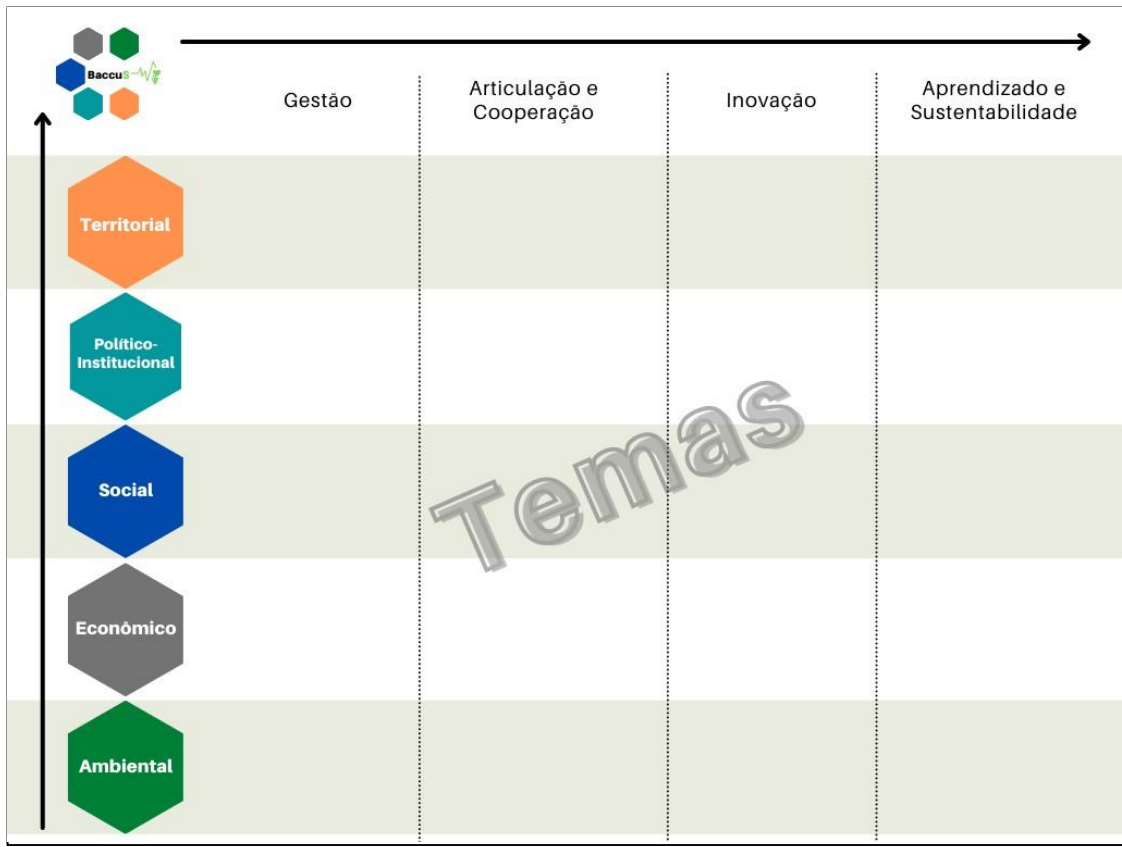 BaccuS
Gestão
Articulação e
Cooperação
Inovação
Aprendizado e
Sustentabilidade
Territorial
Político-
Institucional
Social
Temas
Econômico
Ambiental